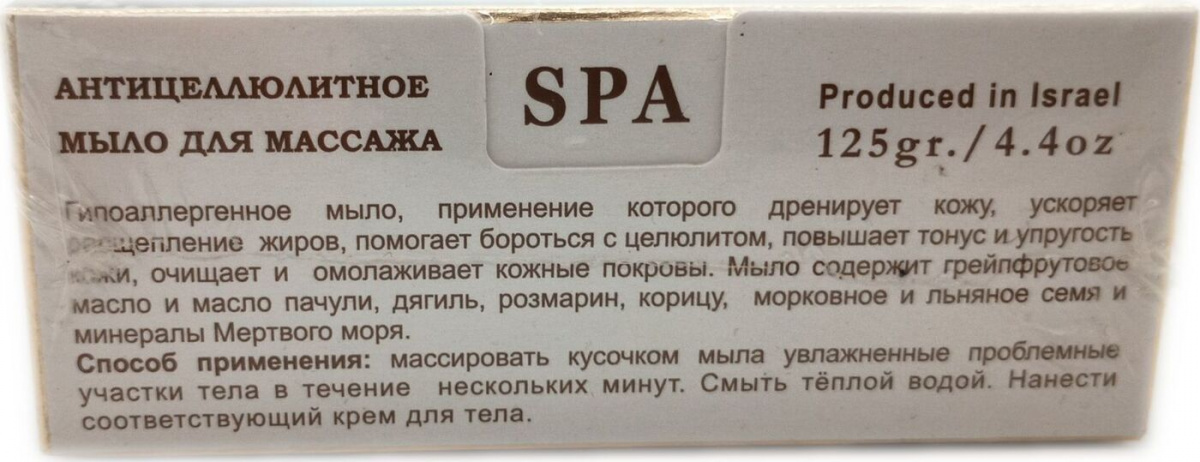 АНТИЦЕЛЛЮЛИТНОЕ
МЫЛО ДЛЯ МАССАЖА
SPA
Produced in Israel
125gr./4.4oz
Гипоаллергенное мыло, применение которого дренирует кожу, ускоряет
расщепление жиров, помогает бороться с целюлитом, повышает тонус и упругость
кожи, очищает и омолаживает кожные покровы. Мыло содержит грейпфрутовое
масло и масло пачули, дягиль, розмарин, корицу, морковное и льняное семя и
минералы Мертвого моря.
Способ применения: массировать кусочком мыла увлажненные проблемные
участки тела в течение нескольких минут. Смыть тёплой водой. Нанести
соответствующий крем для тела.